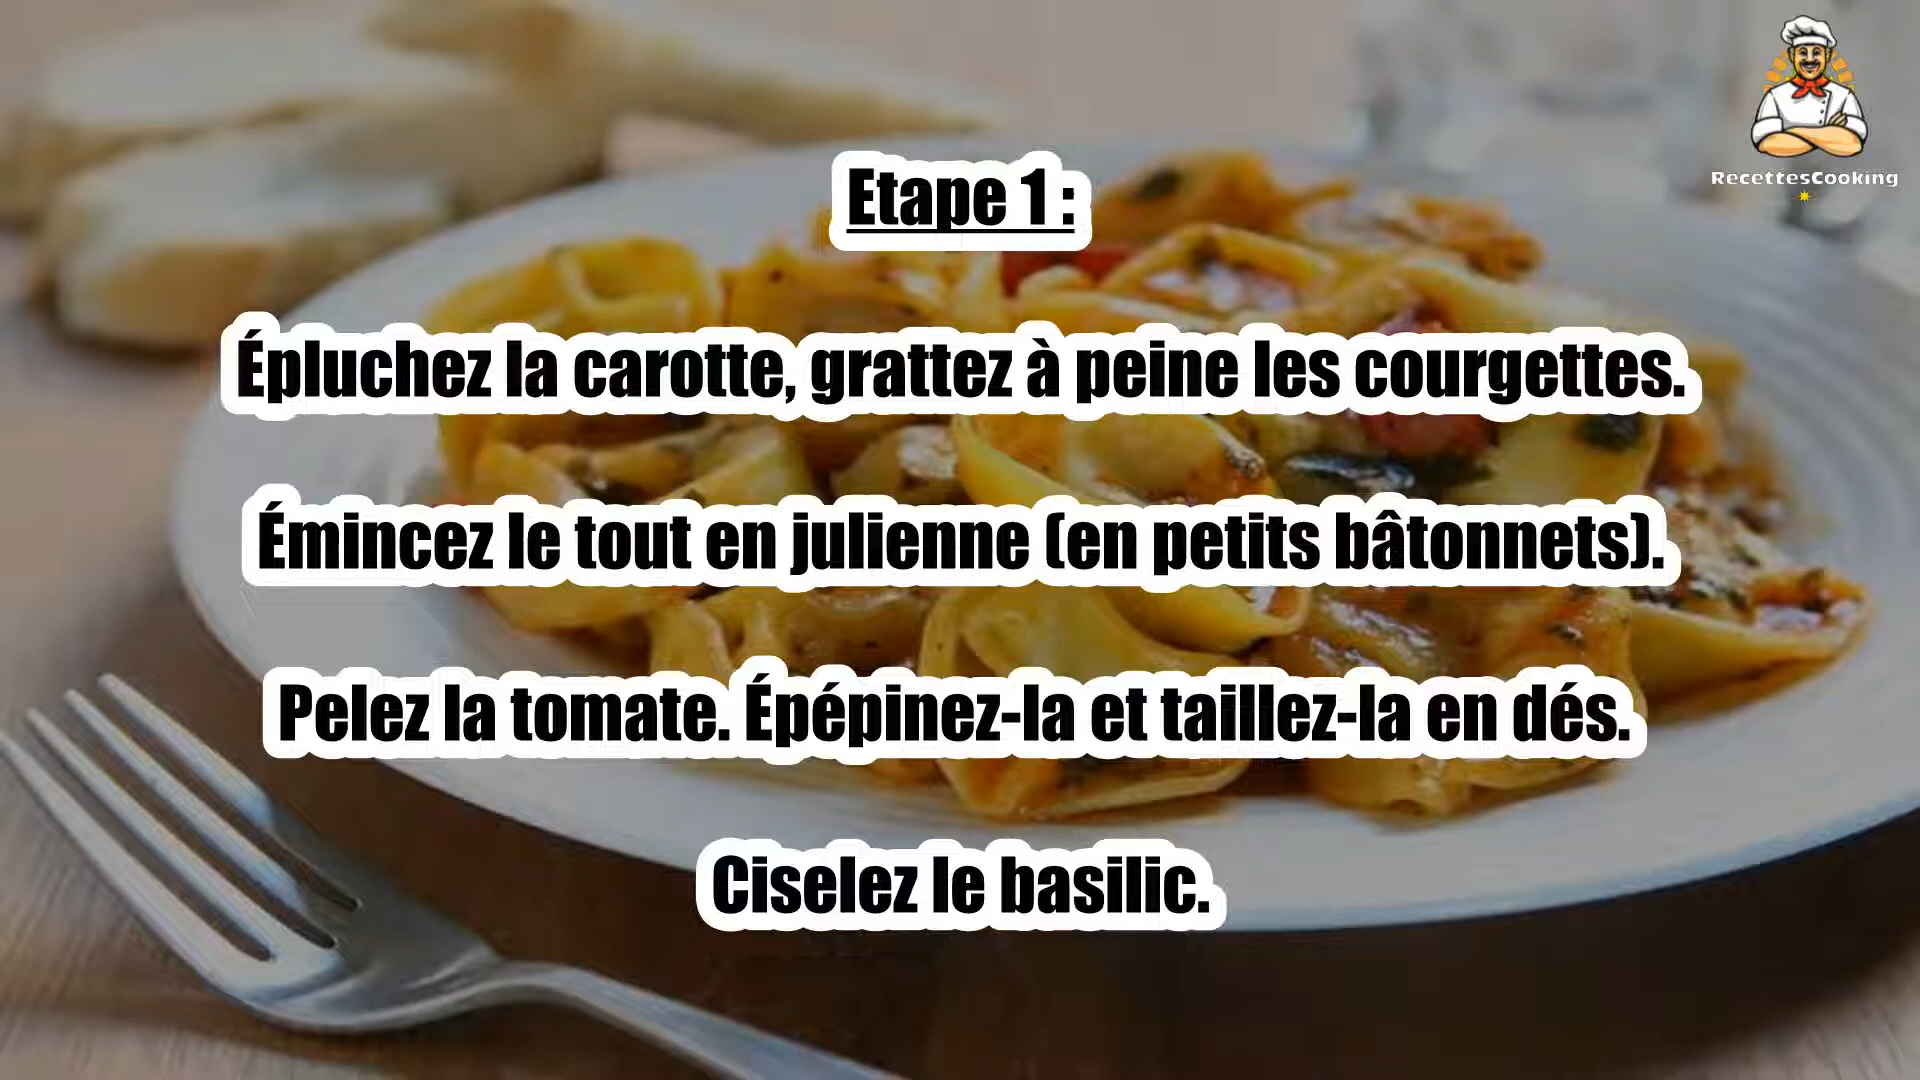 RecettesCooking
Etape 1 :
Épluchez la carotte, grattez à peine les courgettes.
Émincez le tout en julienne (en petits bâtonnets).
Pelez la tomate. Épépinez-la et taillez-la en dés.
Ciselez le basilic.